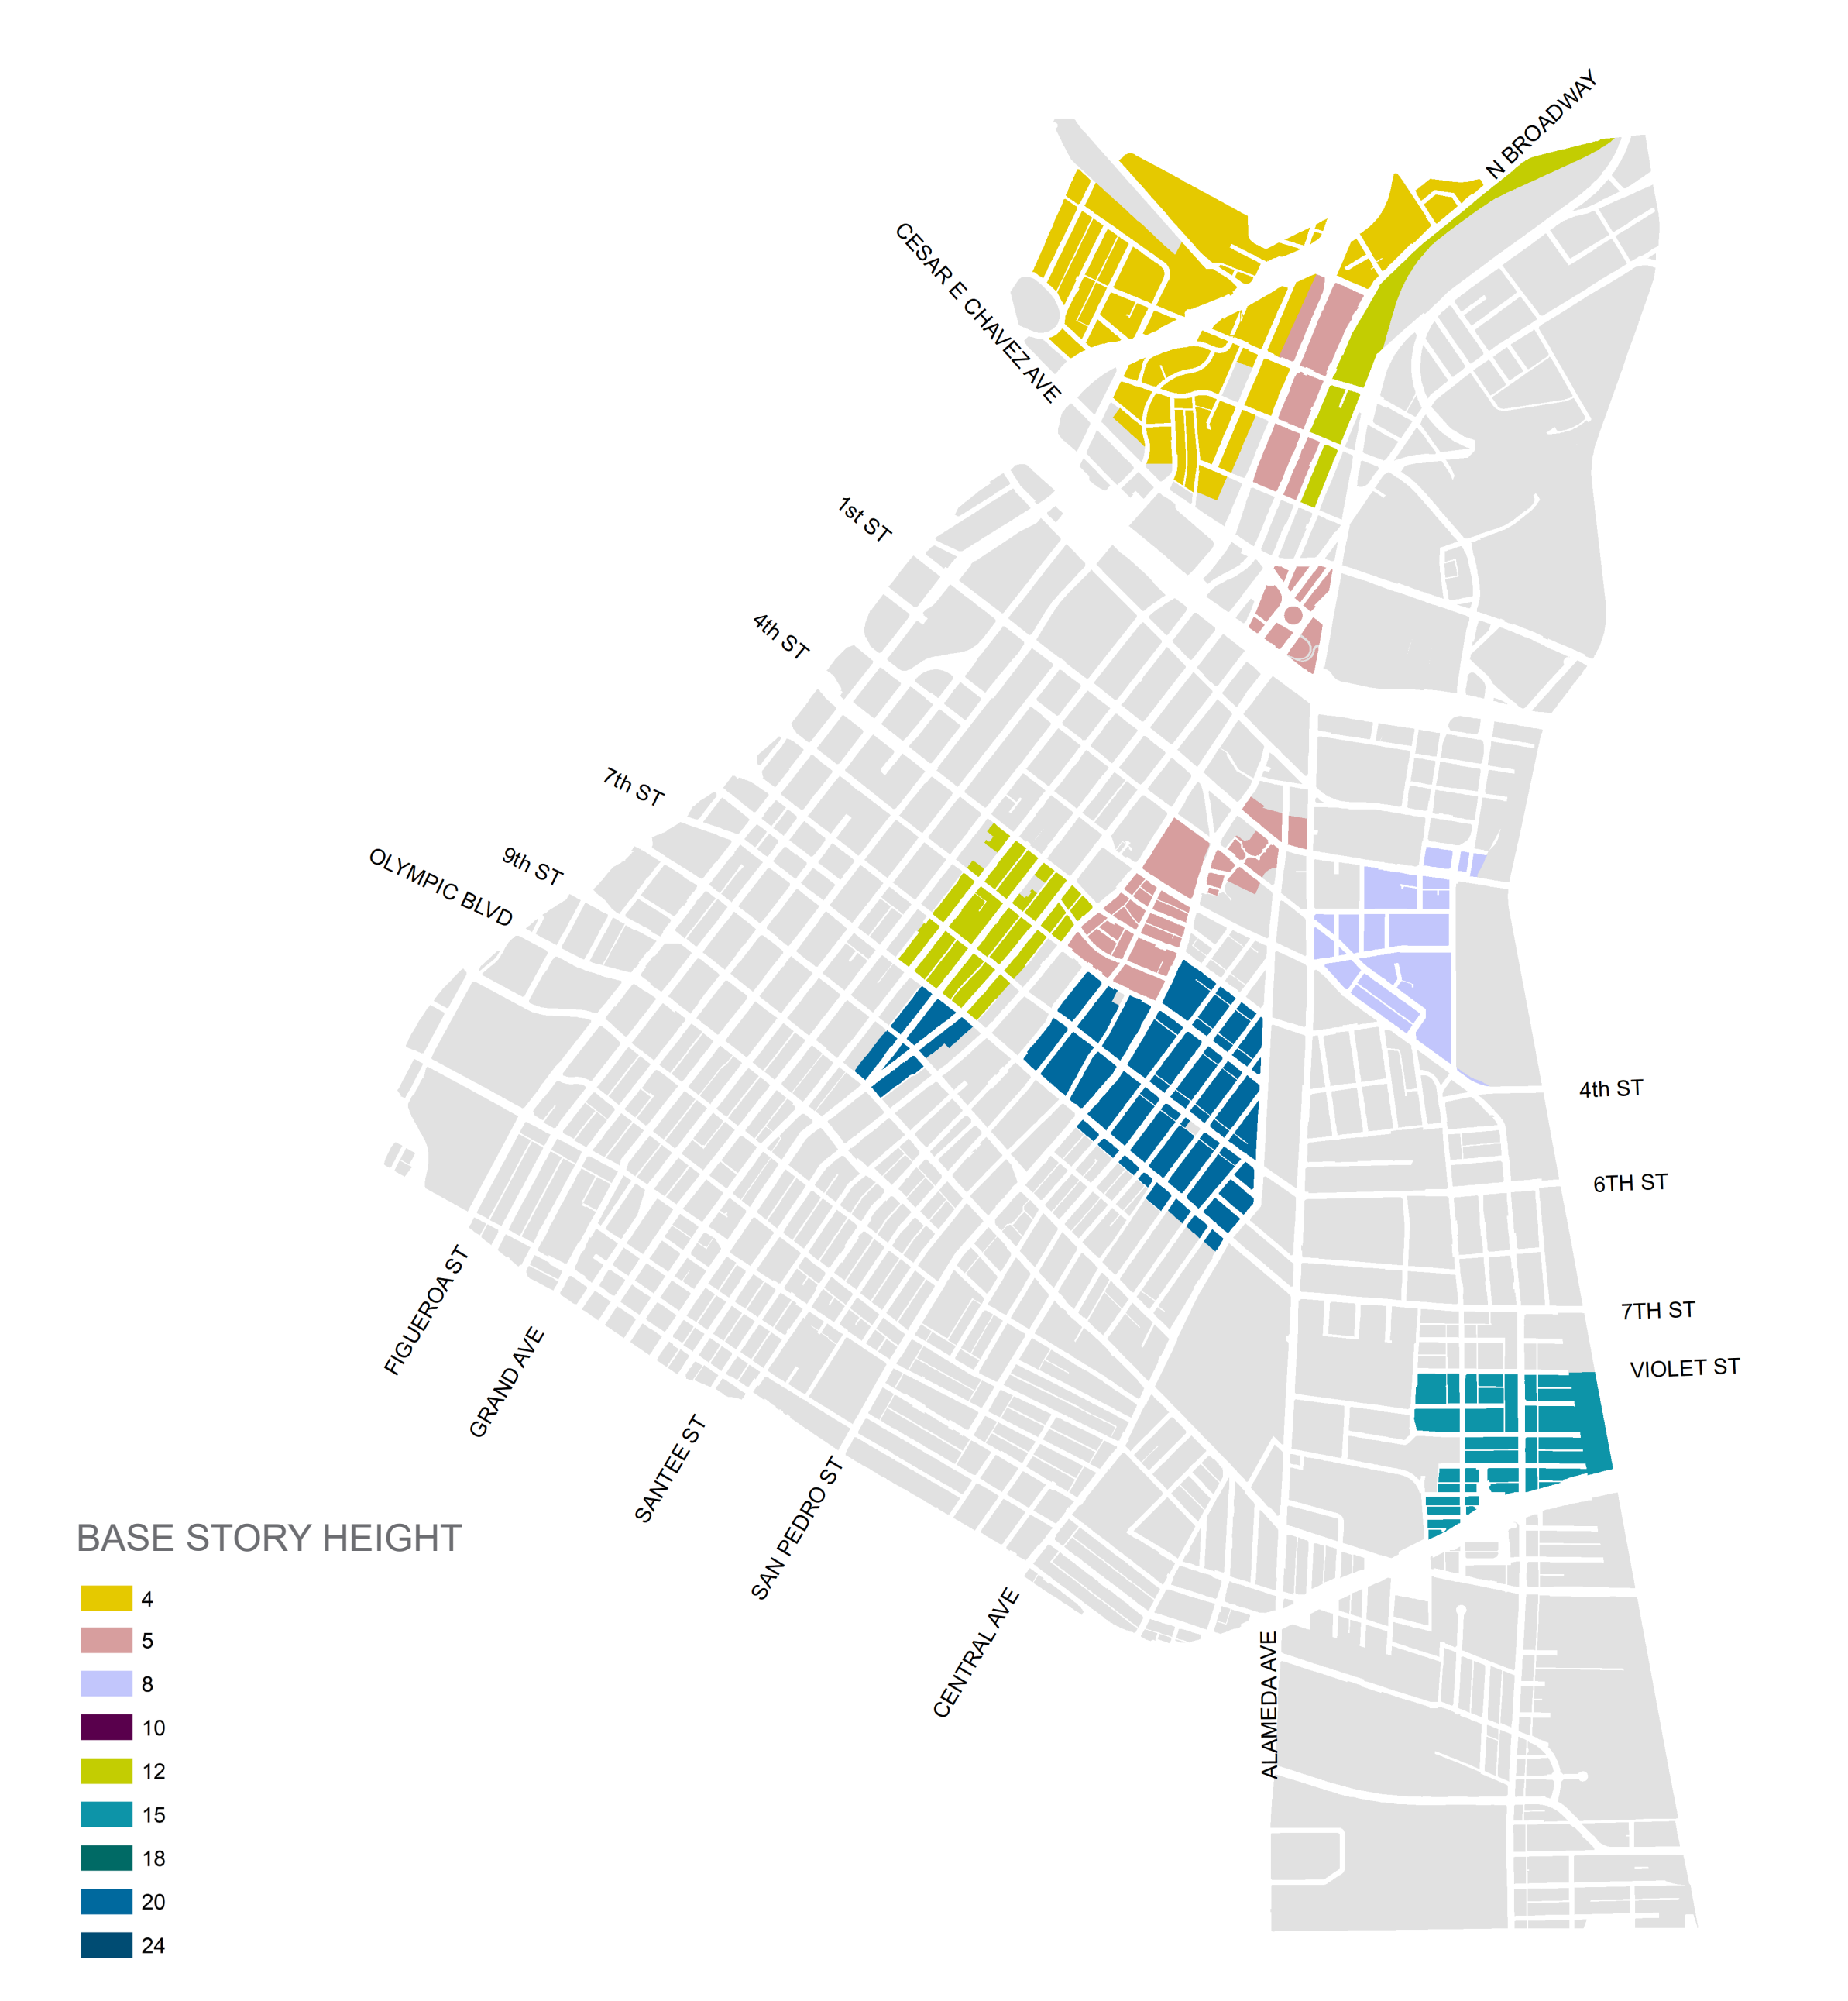 N BROADWAY
CESAR E CHAVEZ AVE
1st ST
4th ST
7th ST
9th ST
OLYMPIC BLVD
4th ST
6TH ST
7TH ST
VIOLET ST
FIGUEROA ST
GRAND AVE
SANTEE ST
SAN PEDRO ST
CENTRAL AVE
ALAMEDA AVE
BASE STORY HEIGHT
4
5
8
10
12
15
18
20
24